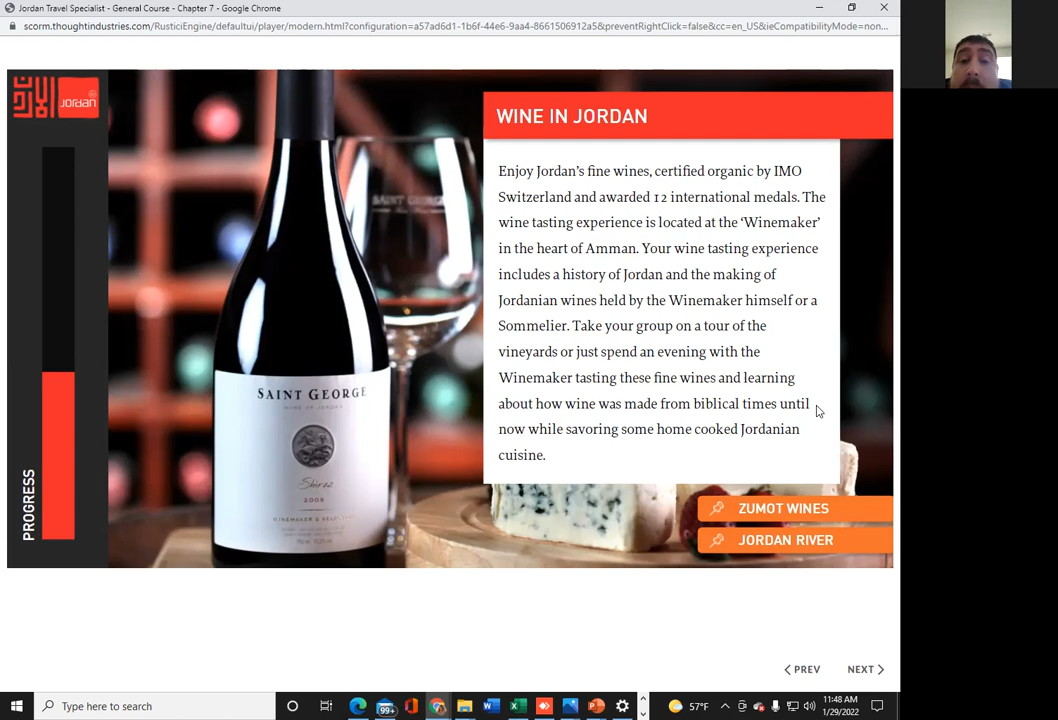 Jordan Travel Specialist - General Course - Chapter 7 - Google Chrome
scorm.thoughtindustries.com/RusticiEngine/defaultui/player/modern.html?configuration=a57ad6d1-1b6f-44e6-9aa4-8661506912a5&preventRightClick=false&cc=en_US&ieCompatibilityMode=non...
Jordan
WINE IN JORDAN
Enjoy Jordan's fine wines, certified organic by IMO
Switzerland and awarded 12 international medals. The
wine tasting experience is located at the 'Winemaker'
in the heart of Amman. Your wine tasting experience
includes a history of Jordan and the making of
Jordanian wines held by the Winemaker himself or a
Sommelier. Take your group on a tour of the
vineyards or just spend an evening with the
Winemaker tasting these fine wines and learning
about how wine was made from biblical times until
now while savoring some home cooked Jordanian
cuisine.
SAINT GEORGE
SAINT GEORGE
WINE OF JORDAN
Shiraz
2008
ZUMOT WINES
JORDAN RIVER
PROGRESS
PREV
NEXT
Type here to search
99+
57°F
11:48 AM
1/29/2022